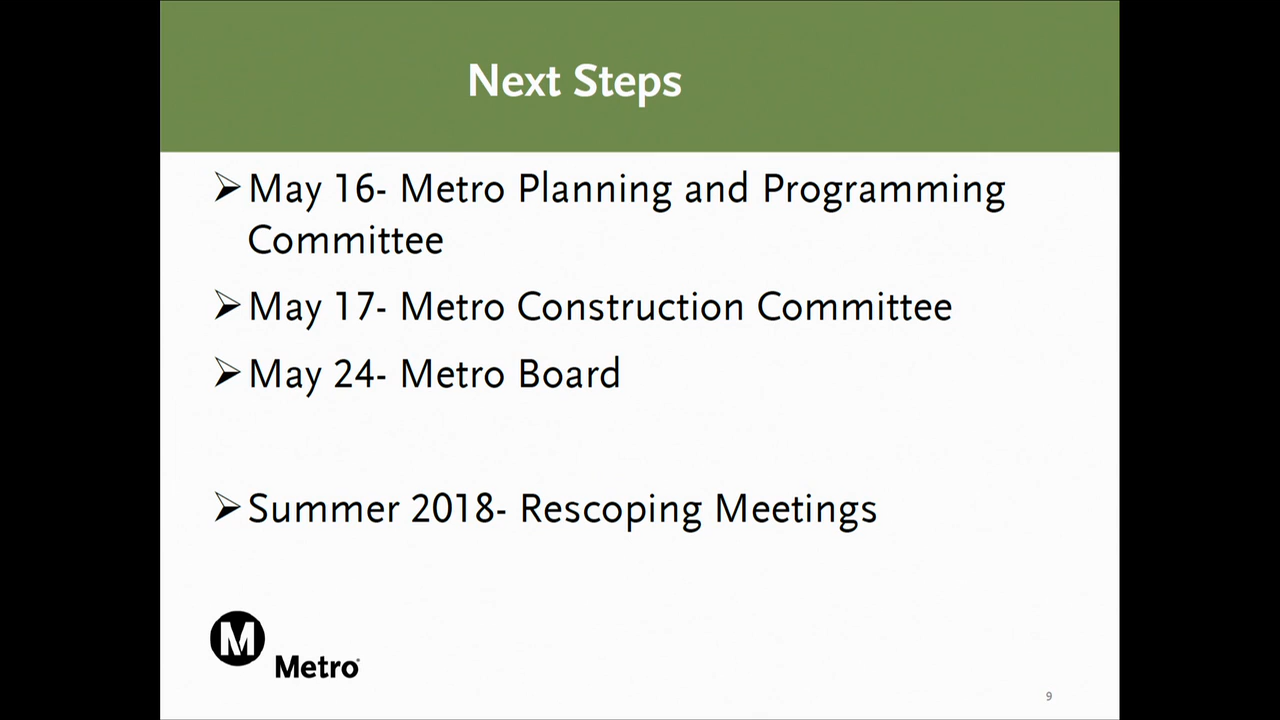 Next Steps
➢May 16- Metro Planning and Programming
Committee
➢May 17- Metro Construction Committee
➢May 24- Metro Board
➢Summer 2018- Rescoping Meetings
M
Metro
9